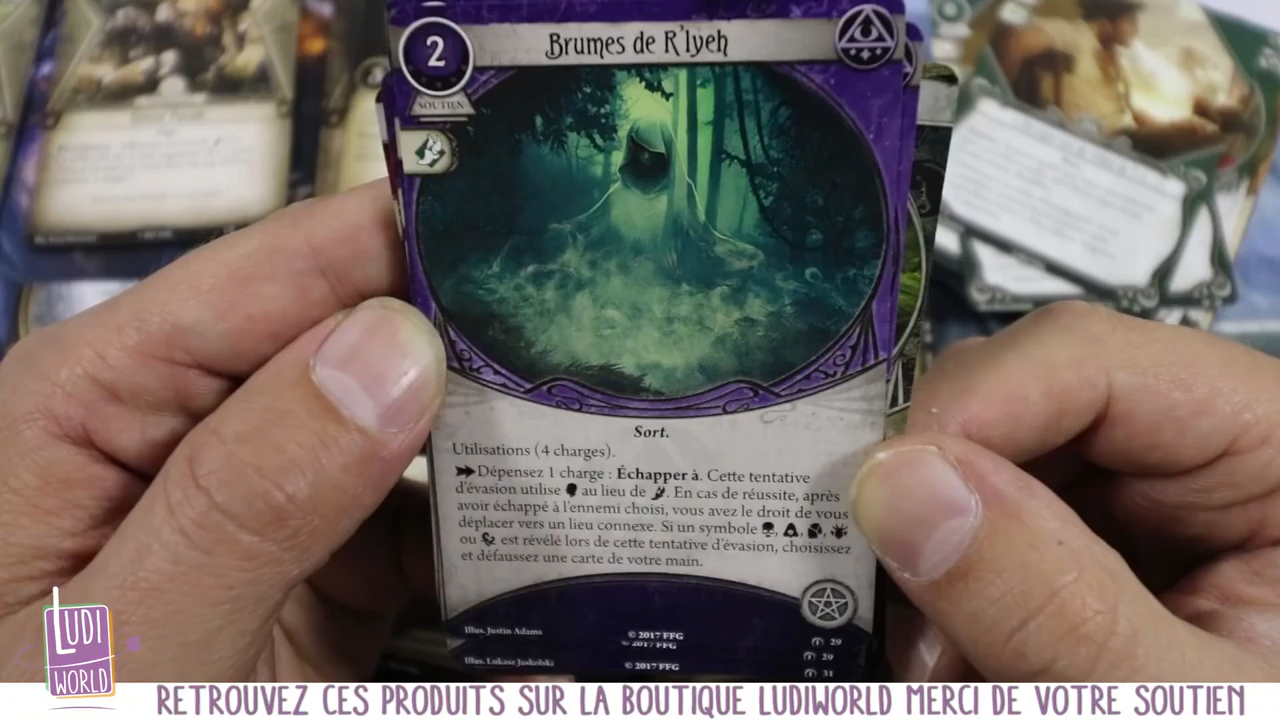 2
Brumes de R'lyeh
SOUTIEN
Sort.
Utilisations (4 charges).
Dépensez 1 charge : Échapper à. Cette tentative
d'évasion utilise au lieu de . En cas de réussite, après
avoir échappé à l'ennemi choisi, vous avez le droit de vous
déplacer vers un lieu connexe. Si un symbole , , , 
ou est révélé lors de cette tentative d'évasion, choisissez
et défaussez une carte de votre main.
Illus. Justin Adams
© 2017 FFG
29
© 2017 FFG
29
Illus. Lukasz Jaskolski
© 2017 FFG
31
LUDI
WORLD
RETROUVEZ CES PRODUITS SUR LA BOUTIQUE LUDIWORLD MERCI DE VOTRE SOUTIEN